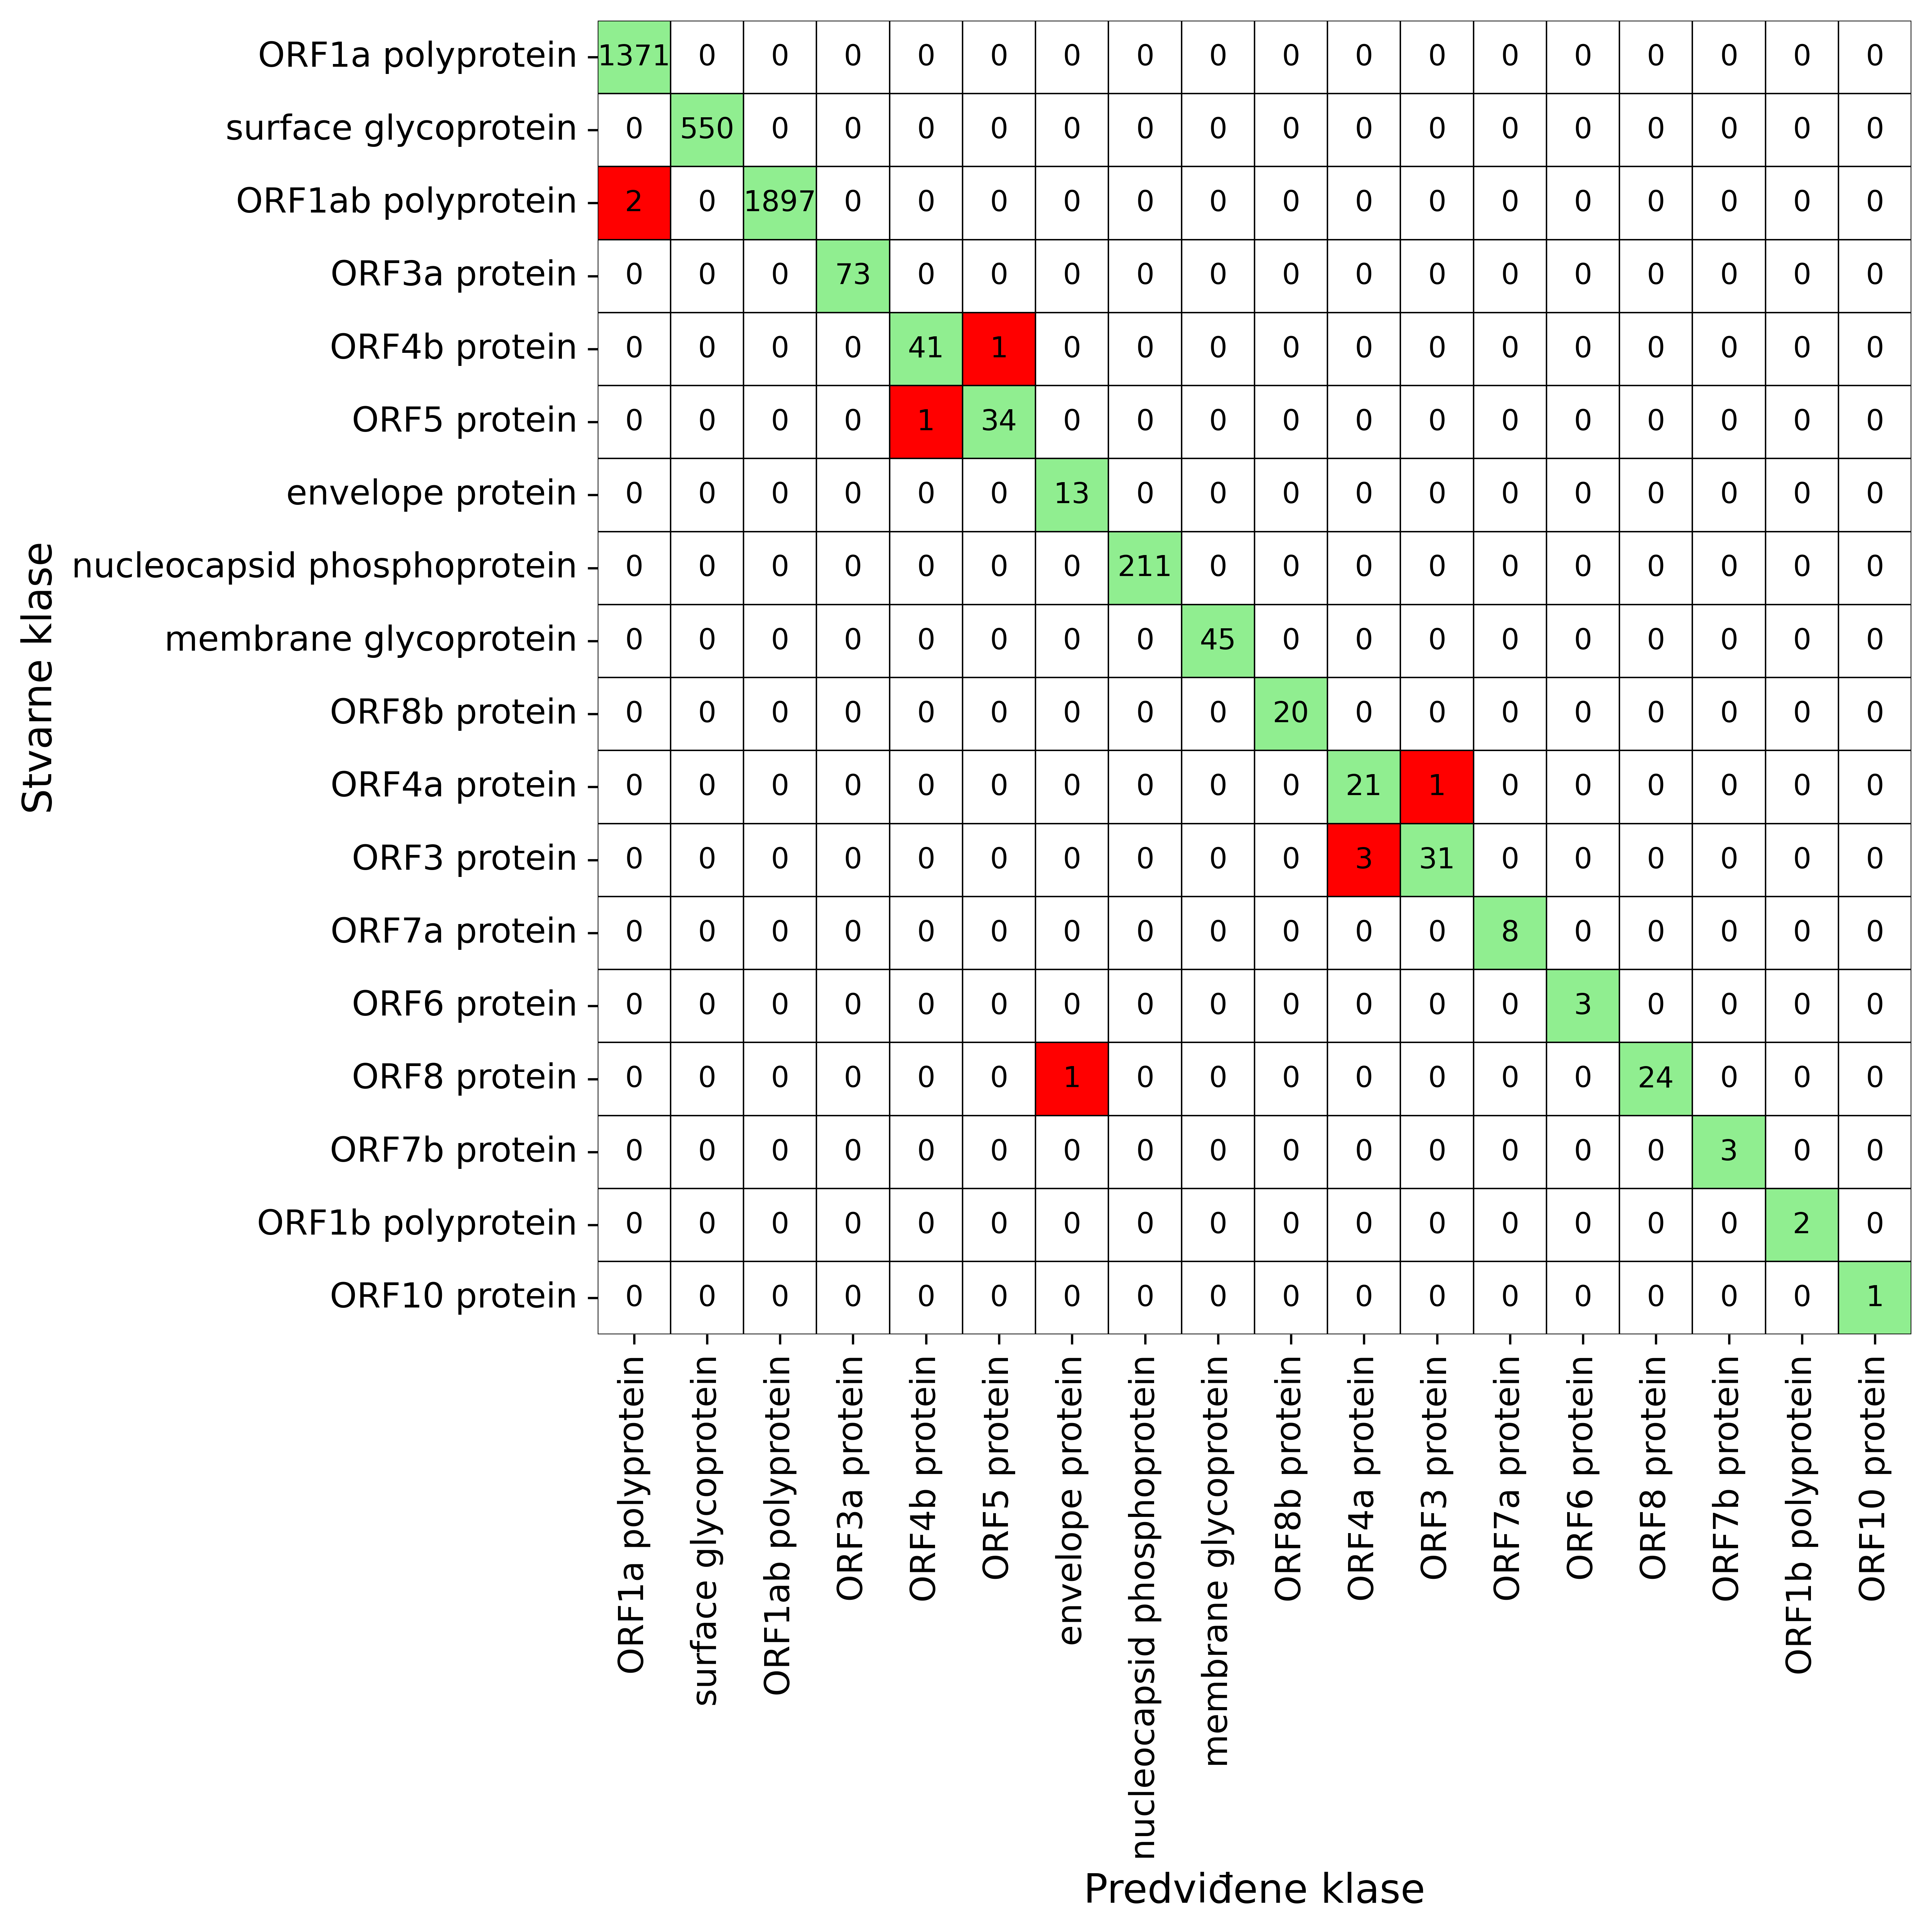 ORF1a polyprotein 1371 0 0 0 0 0 0 0 0 0 0 0 0 0 0 0 0 0
surface glycoprotein 0 550 0 0 0 0 0 0 0 0 0 0 0 0 0 0 0 0
ORF1ab polyprotein 2 0 1897 0 0 0 0 0 0 0 0 0 0 0 0 0 0 0
ORF3a protein 0 0 0 73 0 0 0 0 0 0 0 0 0 0 0 0 0 0
ORF4b protein 0 0 0 0 41 1 0 0 0 0 0 0 0 0 0 0 0 0
ORF5 protein 0 0 0 0 1 34 0 0 0 0 0 0 0 0 0 0 0 0
envelope protein 0 0 0 0 0 0 13 0 0 0 0 0 0 0 0 0 0 0
nucleocapsid phosphoprotein 0 0 0 0 0 0 0 211 0 0 0 0 0 0 0 0 0 0
membrane glycoprotein 0 0 0 0 0 0 0 0 45 0 0 0 0 0 0 0 0 0
ORF8b protein 0 0 0 0 0 0 0 0 0 20 0 0 0 0 0 0 0 0
ORF4a protein 0 0 0 0 0 0 0 0 0 0 21 1 0 0 0 0 0 0
ORF3 protein 0 0 0 0 0 0 0 0 0 0 3 31 0 0 0 0 0 0
ORF7a protein 0 0 0 0 0 0 0 0 0 0 0 0 8 0 0 0 0 0
ORF6 protein 0 0 0 0 0 0 0 0 0 0 0 0 0 3 0 0 0 0
ORF8 protein 0 0 0 0 0 0 1 0 0 0 0 0 0 0 24 0 0 0
ORF7b protein 0 0 0 0 0 0 0 0 0 0 0 0 0 0 0 3 0 0
ORF1b polyprotein 0 0 0 0 0 0 0 0 0 0 0 0 0 0 0 0 2 0
ORF10 protein 0 0 0 0 0 0 0 0 0 0 0 0 0 0 0 0 0 1
Stvarne klase
ORF1a polyprotein
surface glycoprotein
ORF1ab polyprotein
ORF3a protein
ORF4b protein
ORF5 protein
envelope protein
nucleocapsid phosphoprotein
membrane glycoprotein
ORF8b protein
ORF4a protein
ORF3 protein
ORF7a protein
ORF6 protein
ORF8 protein
ORF7b protein
ORF1b polyprotein
ORF10 protein
Predviđene klase